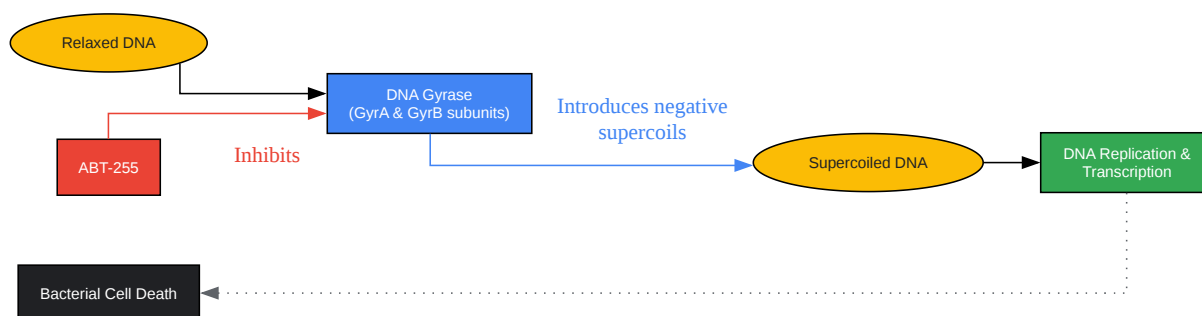 Relaxed DNA
DNA Gyrase
(GyrA & GyrB subunits)
Introduces negative
supercoils
Inhibits
ABT-255
Supercoiled DNA
DNA Replication &
Transcription
Bacterial Cell Death